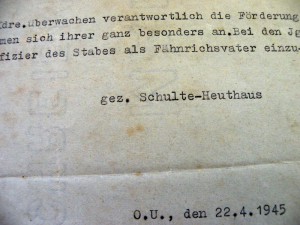 Kdre.überwachen verantwortlich die Förderung
men sich ihrer ganz besonders an.Bei den Jg
ffizier des Stabes als Fähnrichsvater einzu-
gez. Schulte-Heuthaus
O.U., den 22.4.1945